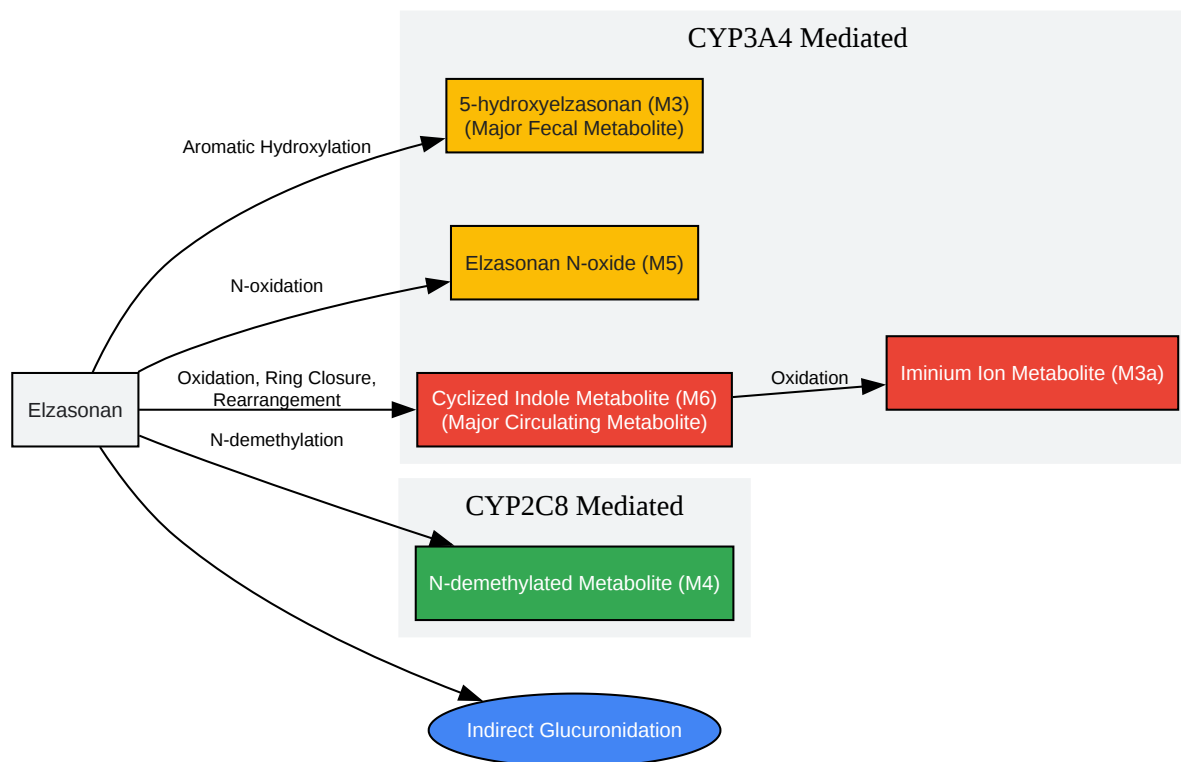 CYP3A4 Mediated
5-hydroxyelzasonan (M3)
(Major Fecal Metabolite)
Aromatic Hydroxylation
Elzasonan N-oxide (M5)
N-oxidation
Elzasonan
Oxidation, Ring Closure,
Rearrangement
Cyclized Indole Metabolite (M6)
(Major Circulating Metabolite)
Oxidation
Iminium Ion Metabolite (M3a)
N-demethylation
CYP2C8 Mediated
N-demethylated Metabolite (M4)
Indirect Glucuronidation